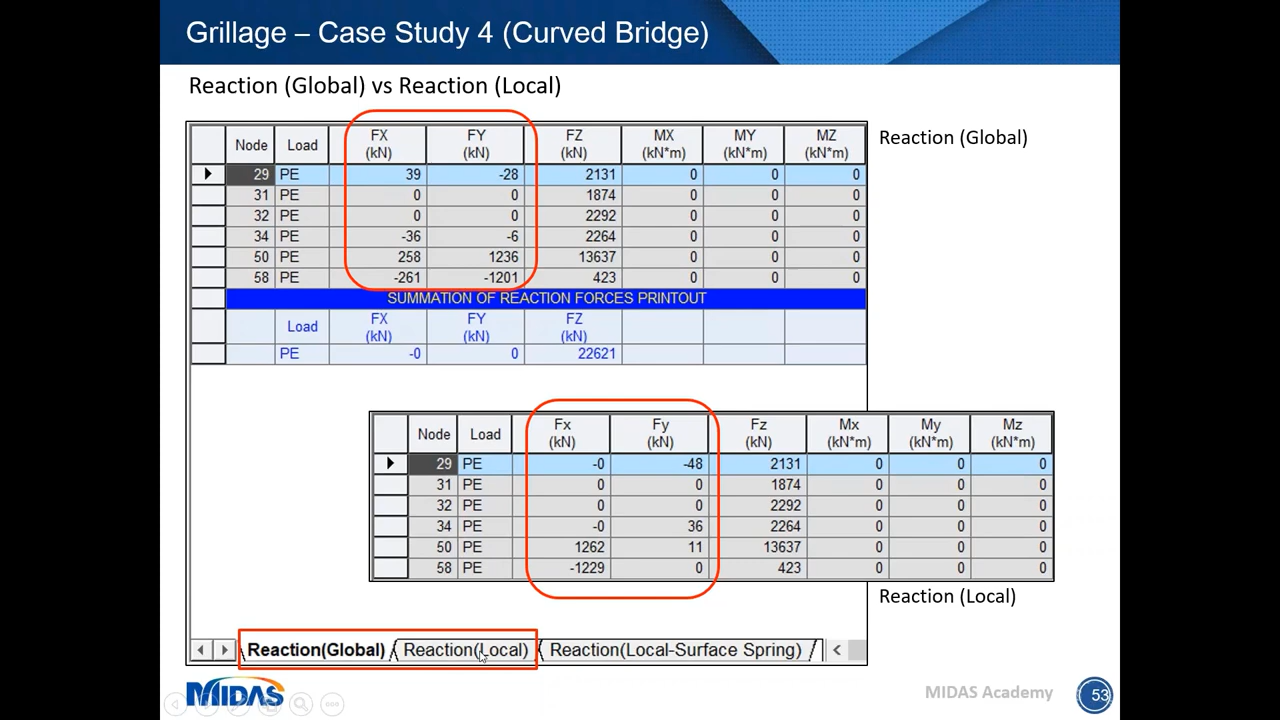 Grillage – Case Study 4 (Curved Bridge)
Reaction (Global) vs Reaction (Local)
Reaction (Global)
Node Load FX (kN) FY (kN) FZ (kN) MX (kN*m) MY (kN*m) MZ (kN*m)
29 PE 39 -28 2131 0 0 0
31 PE 0 0 1874 0 0 0
32 PE 0 0 2292 0 0 0
34 PE -36 -6 2264 0 0 0
50 PE 258 1236 13637 0 0 0
58 PE -261 -1201 423 0 0 0
SUMMATION OF REACTION FORCES PRINTOUT
Load FX (kN) FY (kN) FZ (kN)
PE -0 0 22621
Node Load Fx (kN) Fy (kN) Fz (kN) Mx (kN*m) My (kN*m) Mz (kN*m)
29 PE -0 -48 2131 0 0 0
31 PE 0 0 1874 0 0 0
32 PE 0 0 2292 0 0 0
34 PE -0 36 2264 0 0 0
50 PE 1262 11 13637 0 0 0
58 PE -1229 0 423 0 0 0
Reaction (Local)
Reaction(Global) Reaction(Local) Reaction(Local-Surface Spring)
MIDAS
MIDAS Academy 53